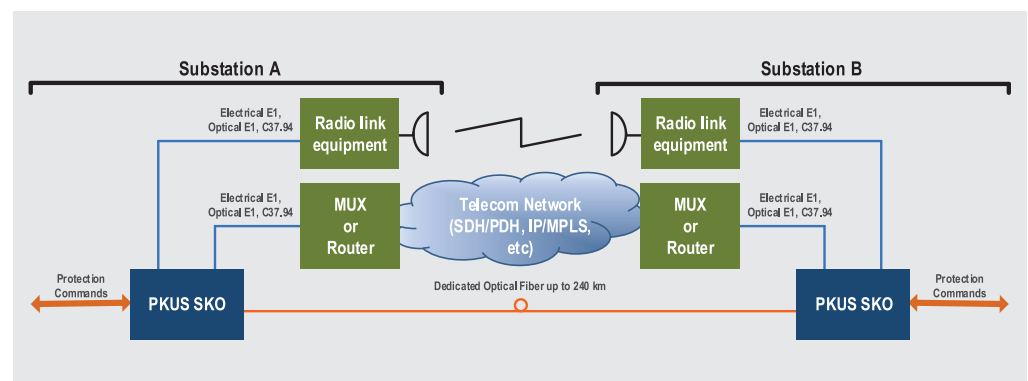 Substation A
Substation B
Electrical E1,
Optical E1, C37.94
Radio link
equipment
Radio link
equipment
Electrical E1,
Optical E1, C37.94
Electrical E1,
Optical E1, C37.94
MUX
or
Router
Telecom Network
(SDH/PDH, IP/MPLS,
etc)
MUX
or
Router
Electrical E1,
Optical E1, C37.94
Protection
Commands
PKUS SKO
Dedicated Optical Fiber up to 240 km
PKUS SKO
Protection
Commands